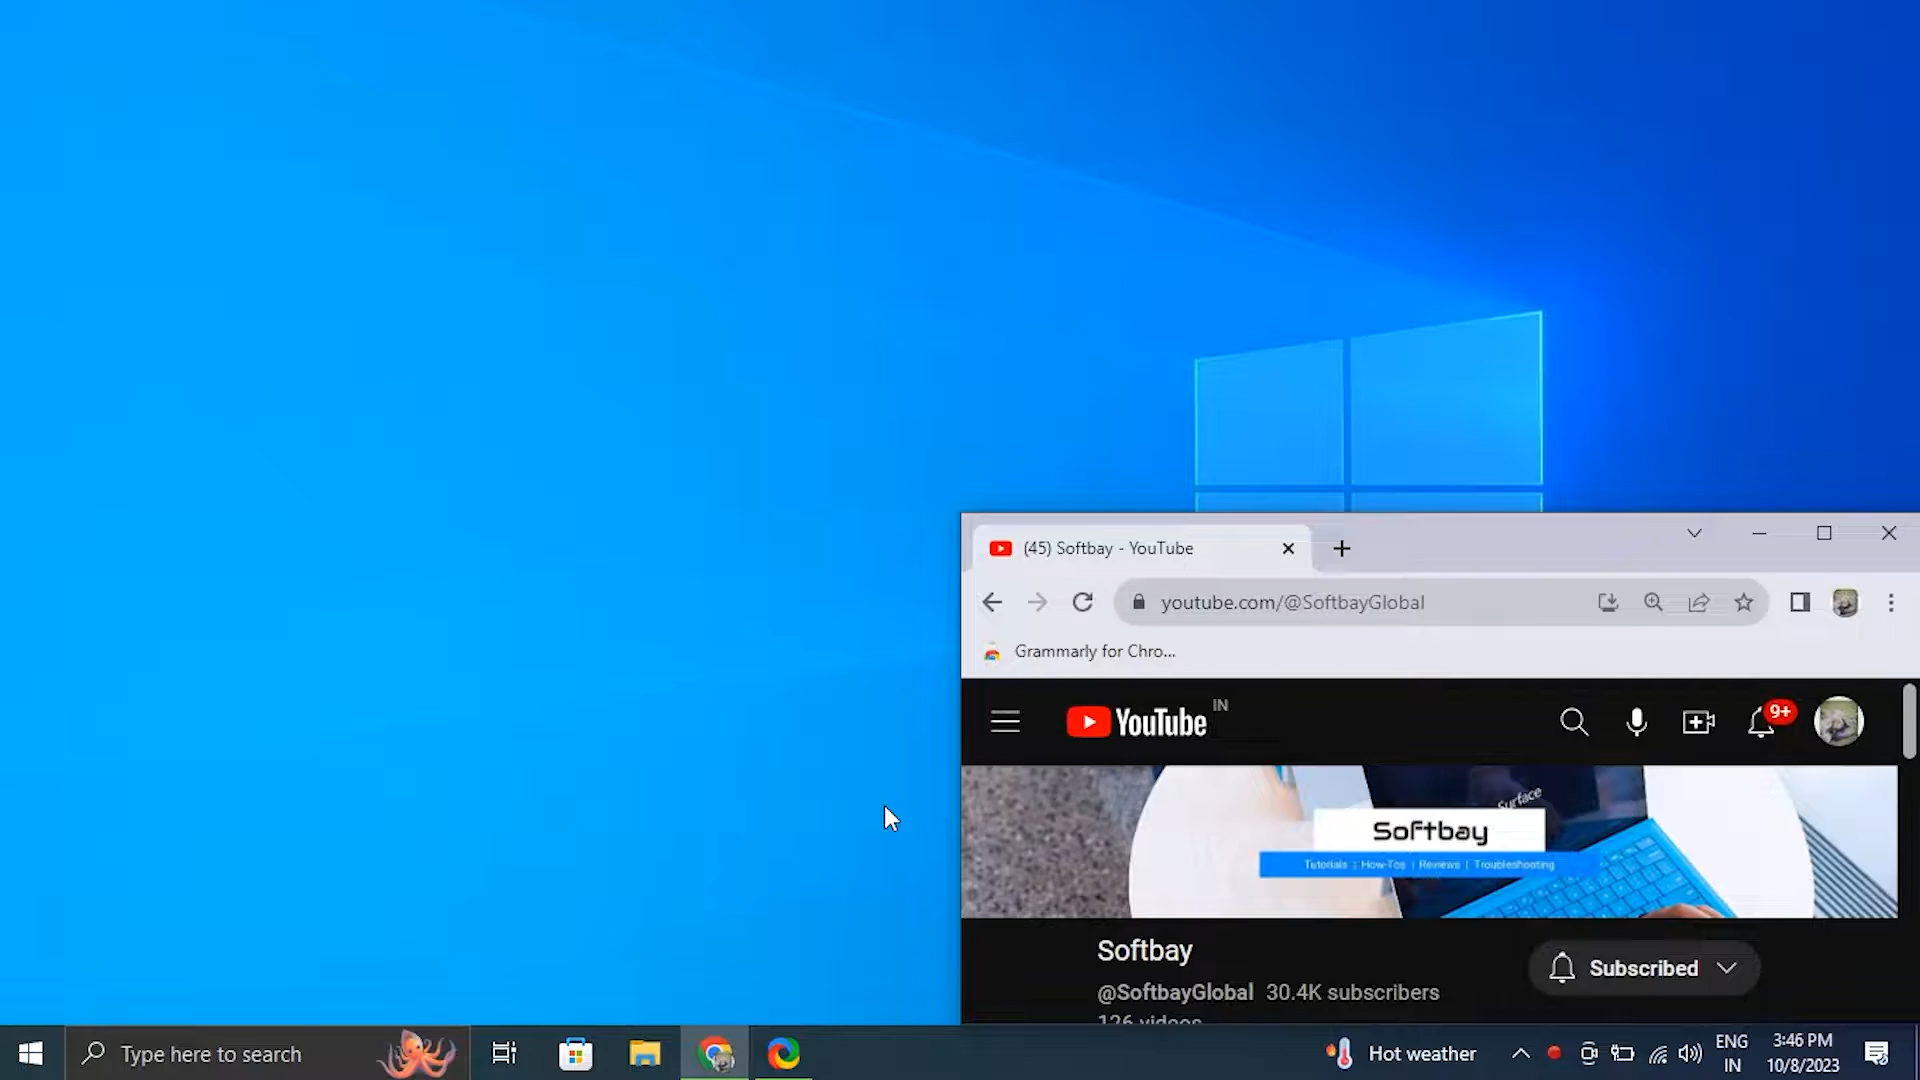 (45) Softbay - YouTube
youtube.com/@SoftbayGlobal
Grammarly for Chro...
YouTube IN
9+
Surface
Softbay
Tutorials | How-Tos | Reviews | Troubleshooting
Softbay
Subscribed
@SoftbayGlobal 30.4K subscribers
126 videos
Type here to search
Hot weather
ENG
IN
3:46 PM
10/8/2023